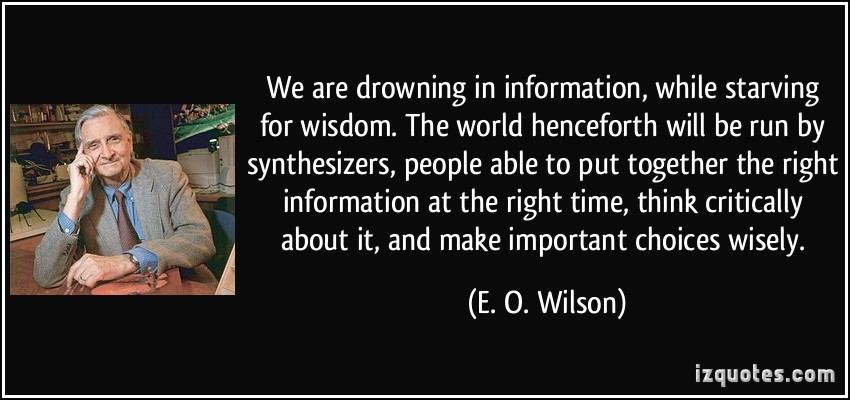 We are drowning in information, while starving
for wisdom. The world henceforth will be run by
synthesizers, people able to put together the right
information at the right time, think critically
about it, and make important choices wisely.
(E. O. Wilson)
izquotes.com